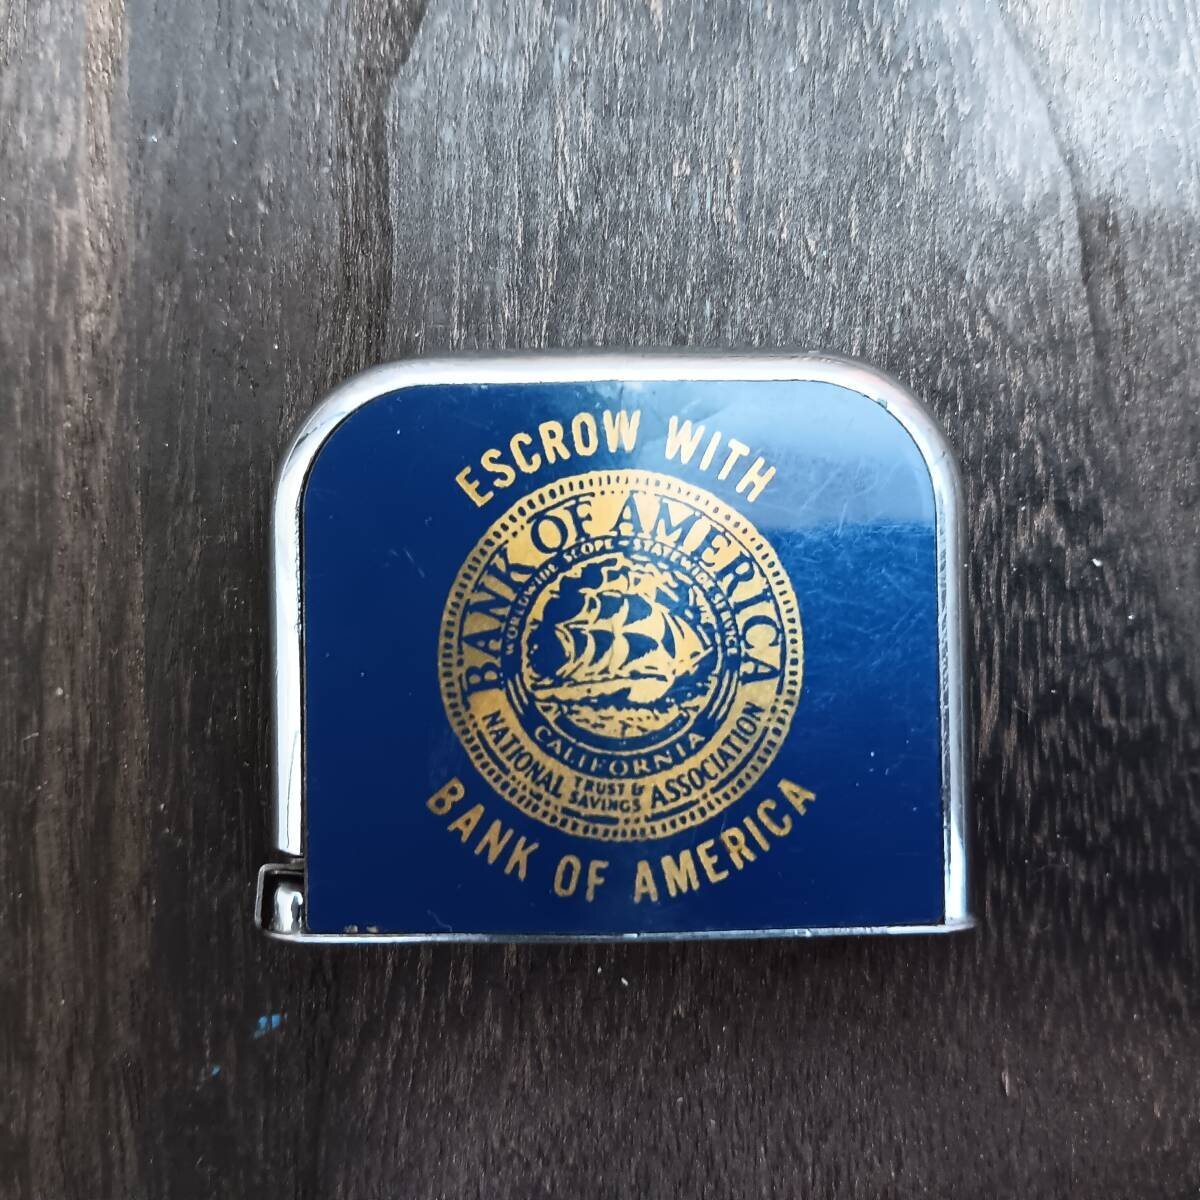 ESCROW WITH
BANK OF AMERICA
WORLDWIDE SCOPE - STATEWIDE SERVICE
CALIFORNIA
NATIONAL TRUST & SAVINGS ASSOCIATION
BANK OF AMERICA